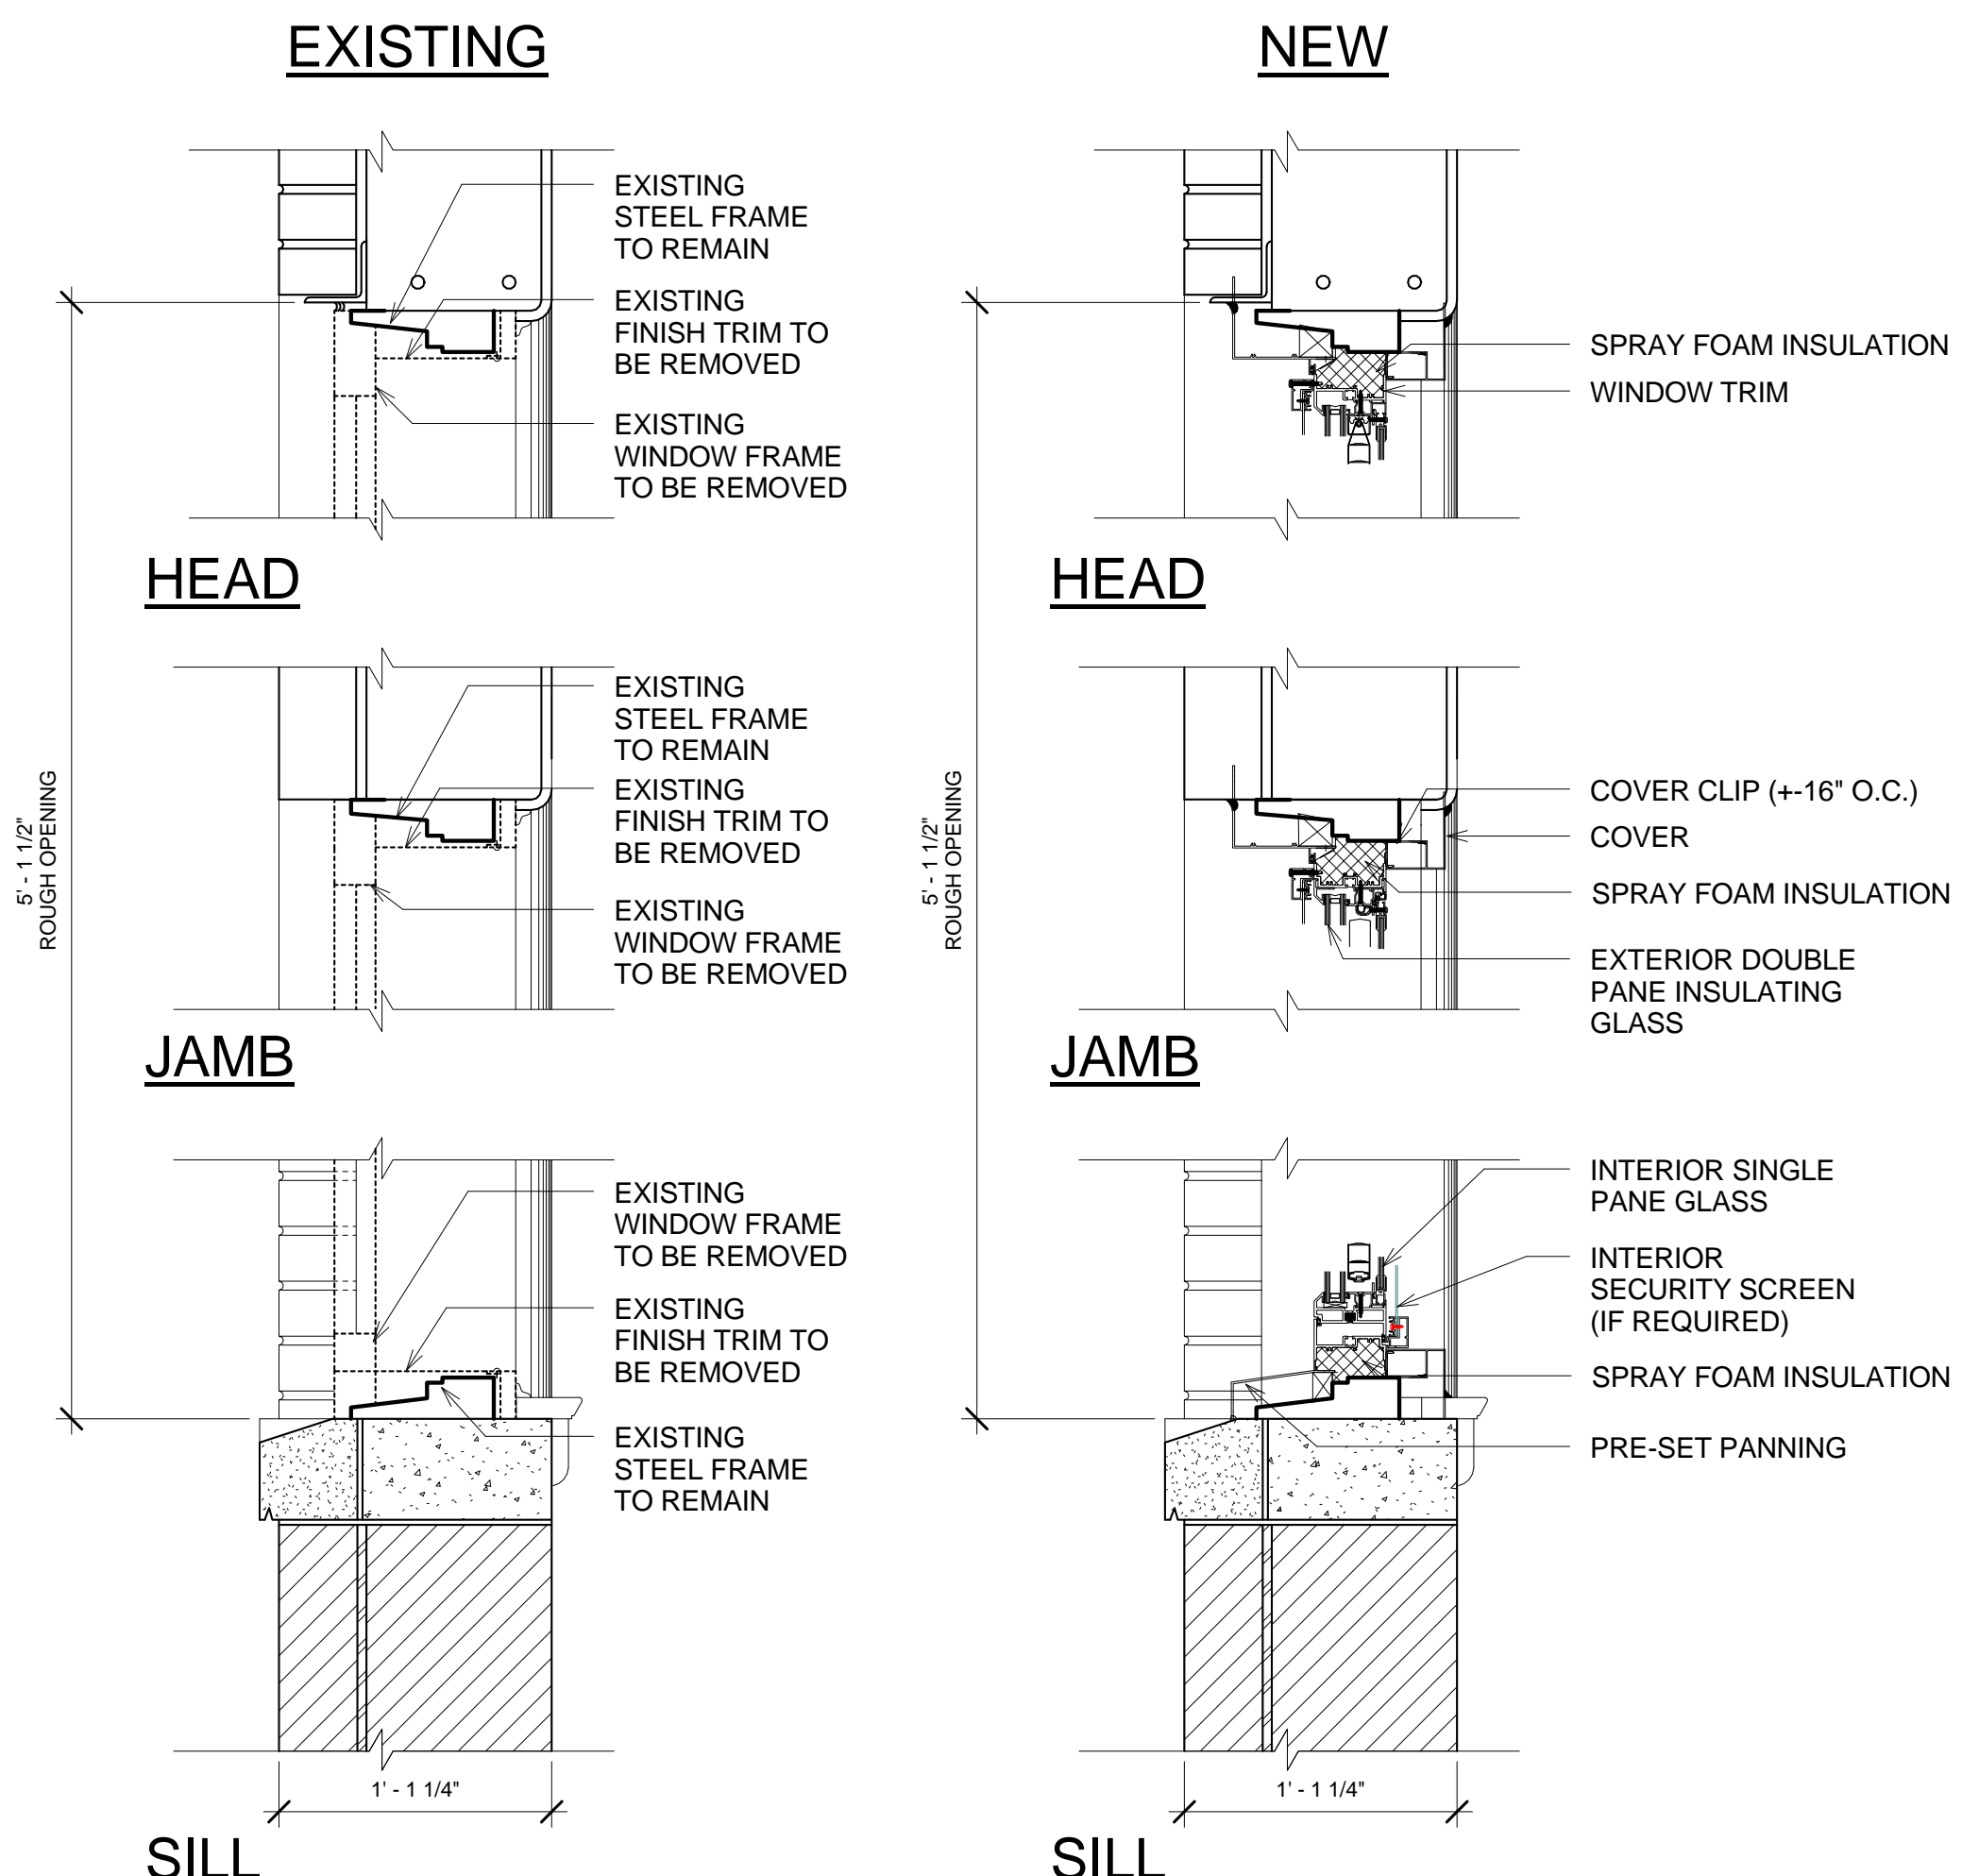 EXISTING
EXISTING
STEEL FRAME
TO REMAIN
EXISTING
FINISH TRIM TO
BE REMOVED
EXISTING
WINDOW FRAME
TO BE REMOVED
HEAD
5' - 1 1/2"
ROUGH OPENING
EXISTING
STEEL FRAME
TO REMAIN
EXISTING
FINISH TRIM TO
BE REMOVED
EXISTING
WINDOW FRAME
TO BE REMOVED
JAMB
EXISTING
WINDOW FRAME
TO BE REMOVED
EXISTING
FINISH TRIM TO
BE REMOVED
EXISTING
STEEL FRAME
TO REMAIN
1' - 1 1/4"
SILL
NEW
SPRAY FOAM INSULATION
WINDOW TRIM
HEAD
5' - 1 1/2"
ROUGH OPENING
COVER CLIP (+-16" O.C.)
COVER
SPRAY FOAM INSULATION
EXTERIOR DOUBLE
PANE INSULATING
GLASS
JAMB
INTERIOR SINGLE
PANE GLASS
INTERIOR
SECURITY SCREEN
(IF REQUIRED)
SPRAY FOAM INSULATION
PRE-SET PANNING
1' - 1 1/4"
SILL